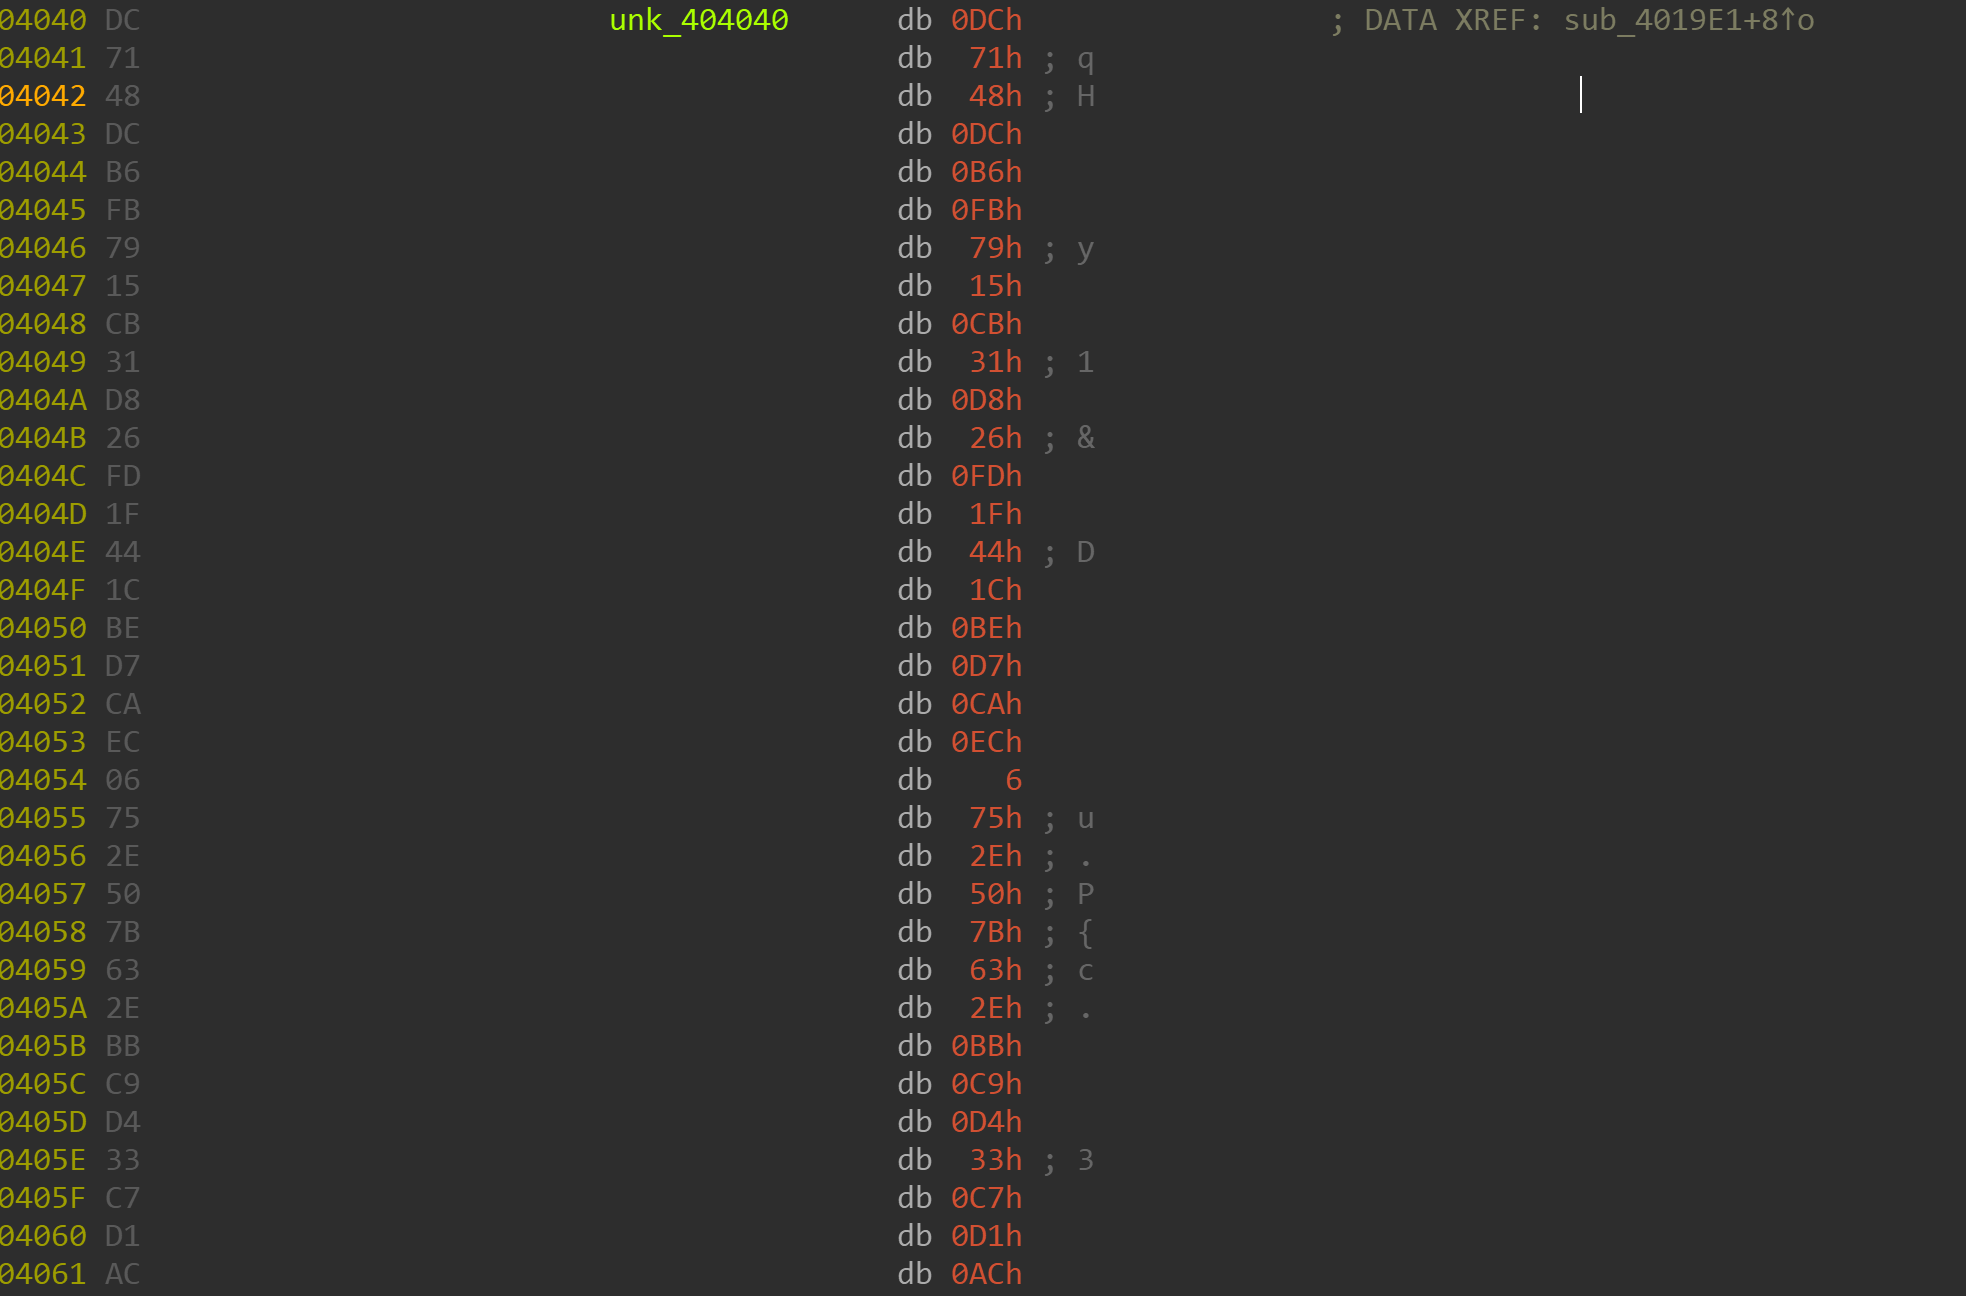 04040 DC unk_404040 db 0DCh ; DATA XREF: sub_4019E1+8↑o
04041 71 db 71h ; q
04042 48 db 48h ; H
04043 DC db 0DCh
04044 B6 db 0B6h
04045 FB db 0FBh
04046 79 db 79h ; y
04047 15 db 15h
04048 CB db 0CBh
04049 31 db 31h ; 1
0404A D8 db 0D8h
0404B 26 db 26h ; &
0404C FD db 0FDh
0404D 1F db 1Fh
0404E 44 db 44h ; D
0404F 1C db 1Ch
04050 BE db 0BEh
04051 D7 db 0D7h
04052 CA db 0CAh
04053 EC db 0ECh
04054 06 db 6
04055 75 db 75h ; u
04056 2E db 2Eh ; .
04057 50 db 50h ; P
04058 7B db 7Bh ; {
04059 63 db 63h ; c
0405A 2E db 2Eh ; .
0405B BB db 0BBh
0405C C9 db 0C9h
0405D D4 db 0D4h
0405E 33 db 33h ; 3
0405F C7 db 0C7h
04060 D1 db 0D1h
04061 AC db 0ACh